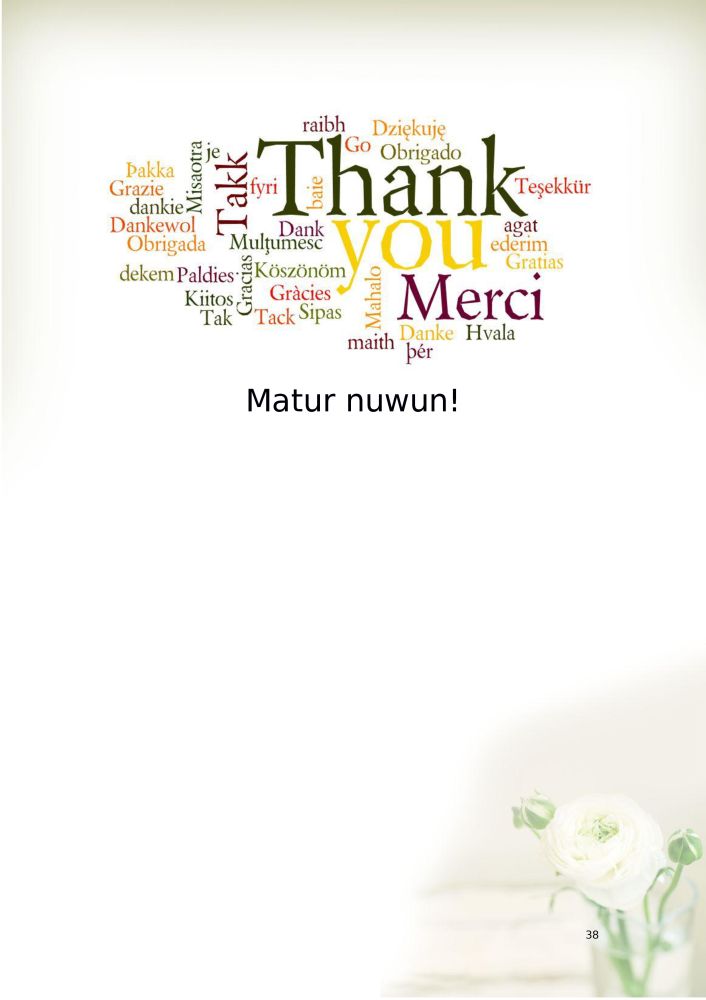 raibh
Dziękuję
Go
Obrigado
je
Misaotra
Takk
Thank
Þakka
Grazie
fyri
baie
Teşekkür
dankie
Dankewol
Dank
you
agat
Obrigada
Mulţumesc
ederim
Gratias
dekem
Paldies
Gracias
Köszönöm
Mahalo
Merci
Kiitos
Gràcies
Tak
Tack
Sipas
Danke
Hvala
maith
þér
Matur nuwun!
38